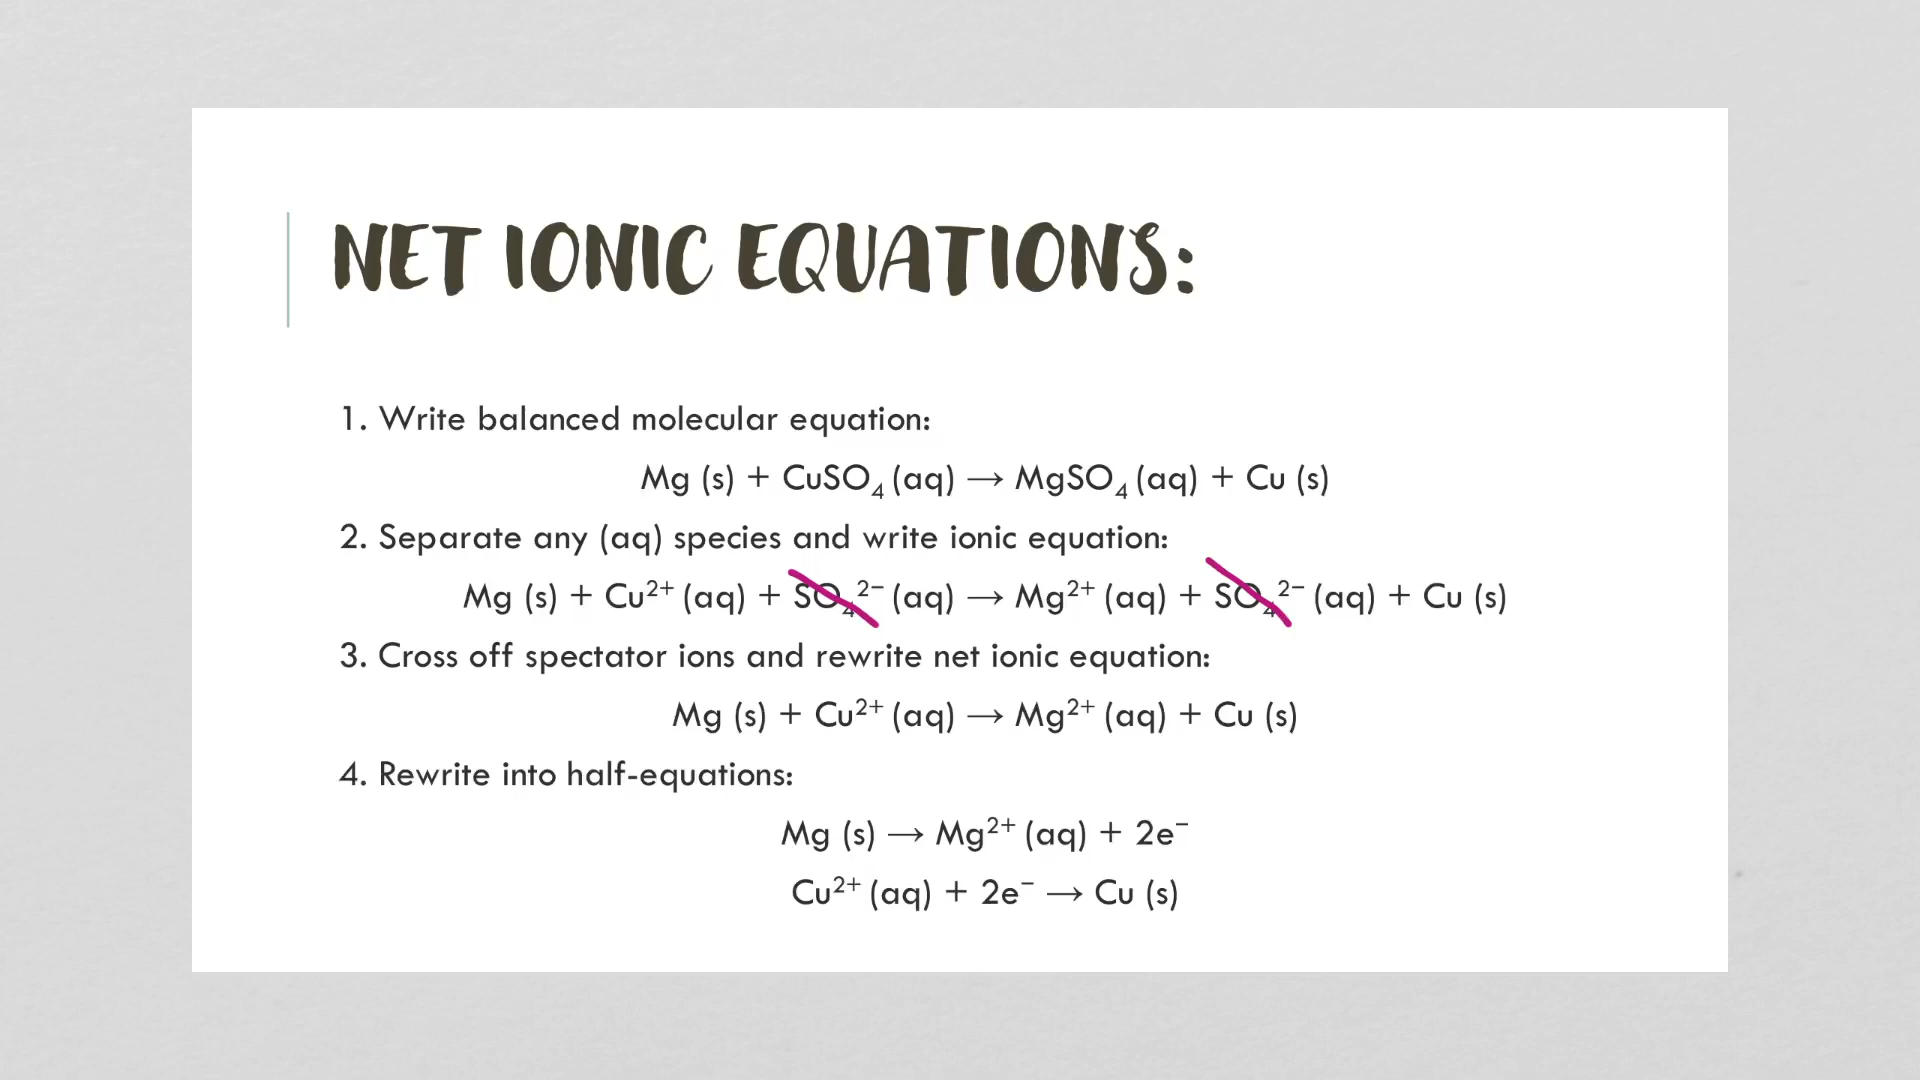 NET IONIC EQUATIONS:
1. Write balanced molecular equation:
Mg (s) + CuSO₄ (aq) → MgSO₄ (aq) + Cu (s)
2. Separate any (aq) species and write ionic equation:
Mg (s) + Cu²⁺ (aq) + SO₄²⁻ (aq) → Mg²⁺ (aq) + SO₄²⁻ (aq) + Cu (s)
3. Cross off spectator ions and rewrite net ionic equation:
Mg (s) + Cu²⁺ (aq) → Mg²⁺ (aq) + Cu (s)
4. Rewrite into half-equations:
Mg (s) → Mg²⁺ (aq) + 2e⁻
Cu²⁺ (aq) + 2e⁻ → Cu (s)